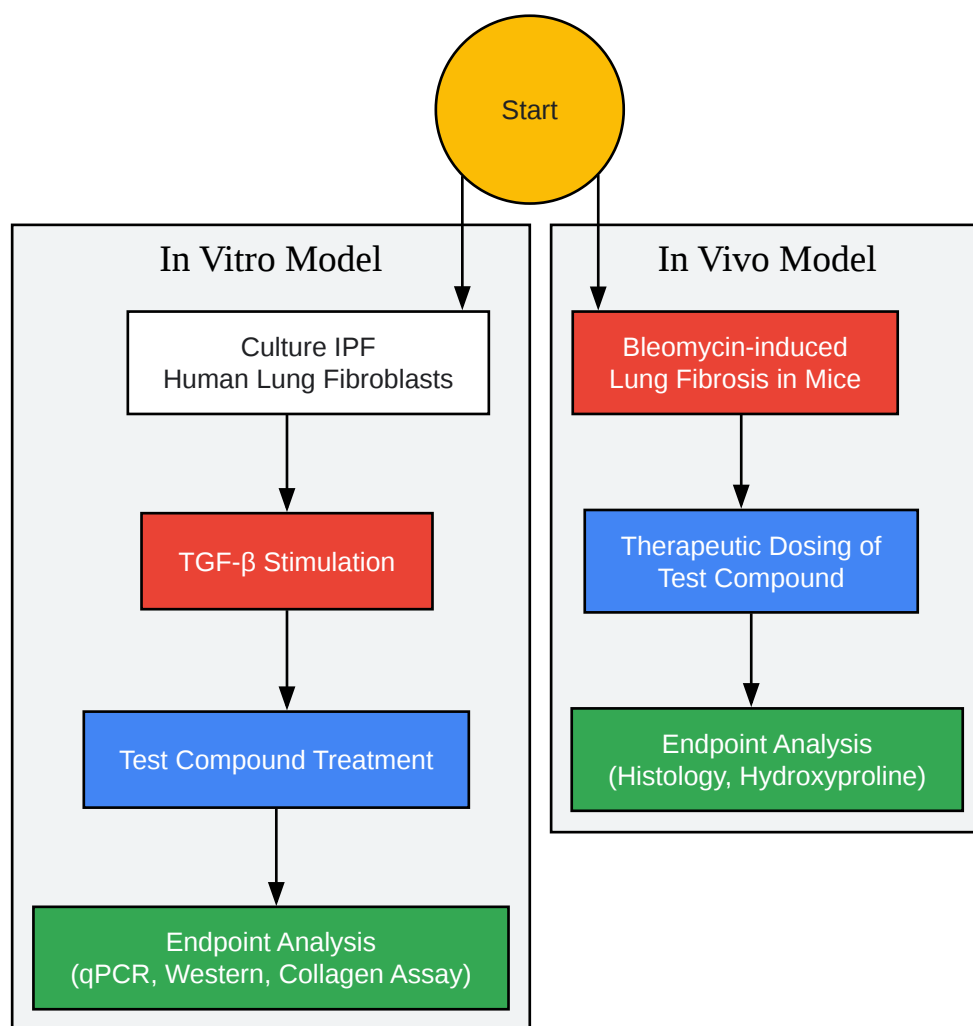 Start
In Vitro Model
Culture IPF
Human Lung Fibroblasts
TGF-β Stimulation
Test Compound Treatment
Endpoint Analysis
(qPCR, Western, Collagen Assay)
In Vivo Model
Bleomycin-induced
Lung Fibrosis in Mice
Therapeutic Dosing of
Test Compound
Endpoint Analysis
(Histology, Hydroxyproline)